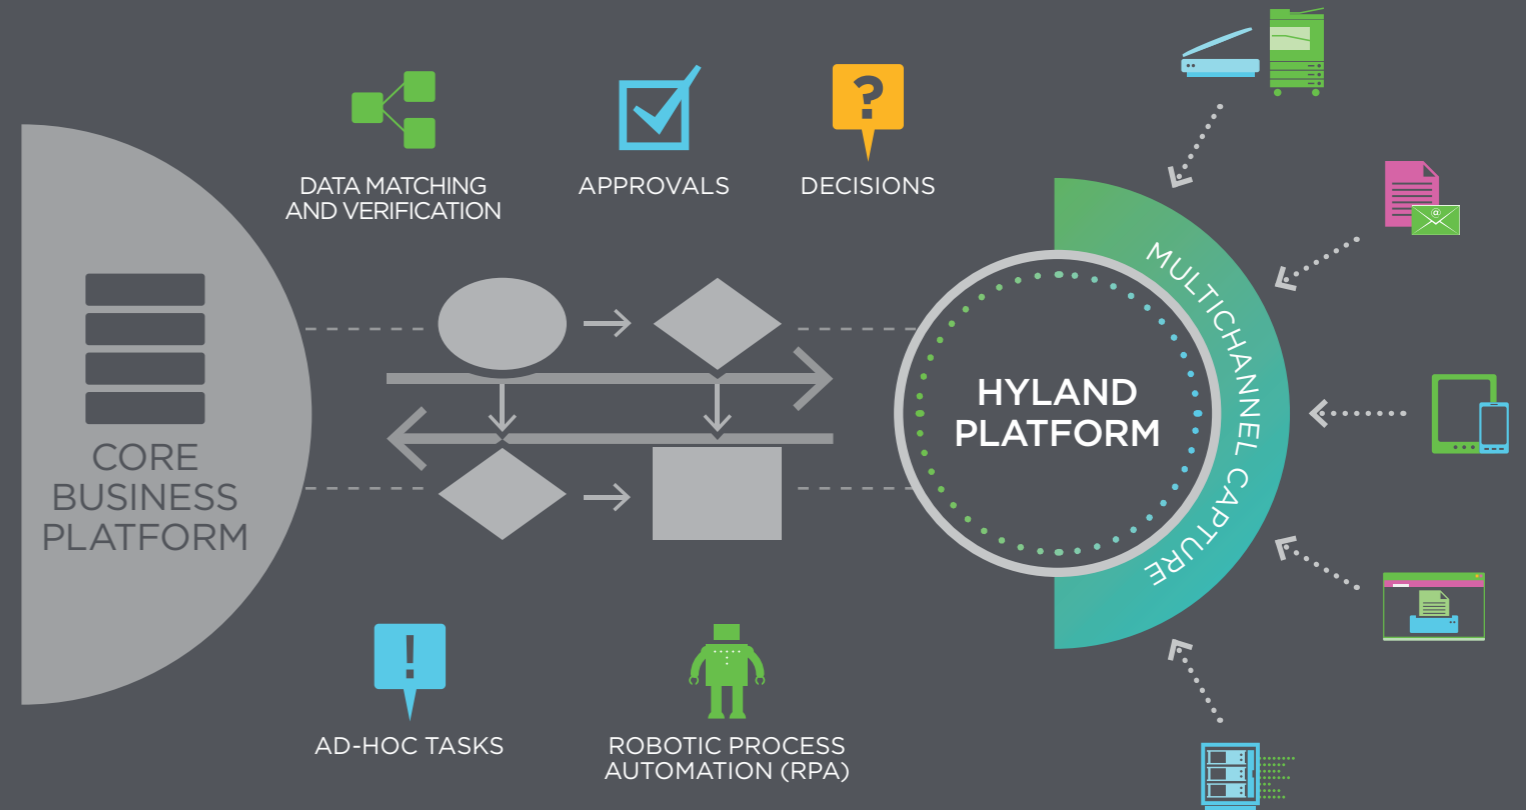 DATA MATCHING
AND VERIFICATION
APPROVALS
?
DECISIONS
CORE
BUSINESS
PLATFORM
HYLAND
PLATFORM
MULTICHANNEL CAPTURE
@
!
AD-HOC TASKS
ROBOTIC PROCESS
AUTOMATION (RPA)